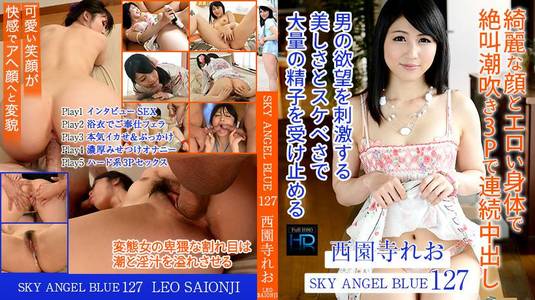 可愛い笑顔が
快感でアヘ顔へと変貌
Play1 インタビューSEX
Play2 浴衣でご奉仕フェラ
Play3 本気イカせ&ぶっかけ
Play4 濃厚みせつけオナニー
Play5 ハード系3Pセックス
変態女の卑猥な割れ目は
潮と淫汁を溢れさせる
SKY ANGEL BLUE 127 LEO SAIONJI
SKY ANGEL BLUE 127
西園寺れお
LEO SAIONJI
綺麗な顔とエロい身体で
絶叫潮吹き3Pで連続中出し
男の欲望を刺激する
美しさとスケベさで
大量の精子を受け止める
Full HD
HR
西園寺れお
SKY ANGEL BLUE 127